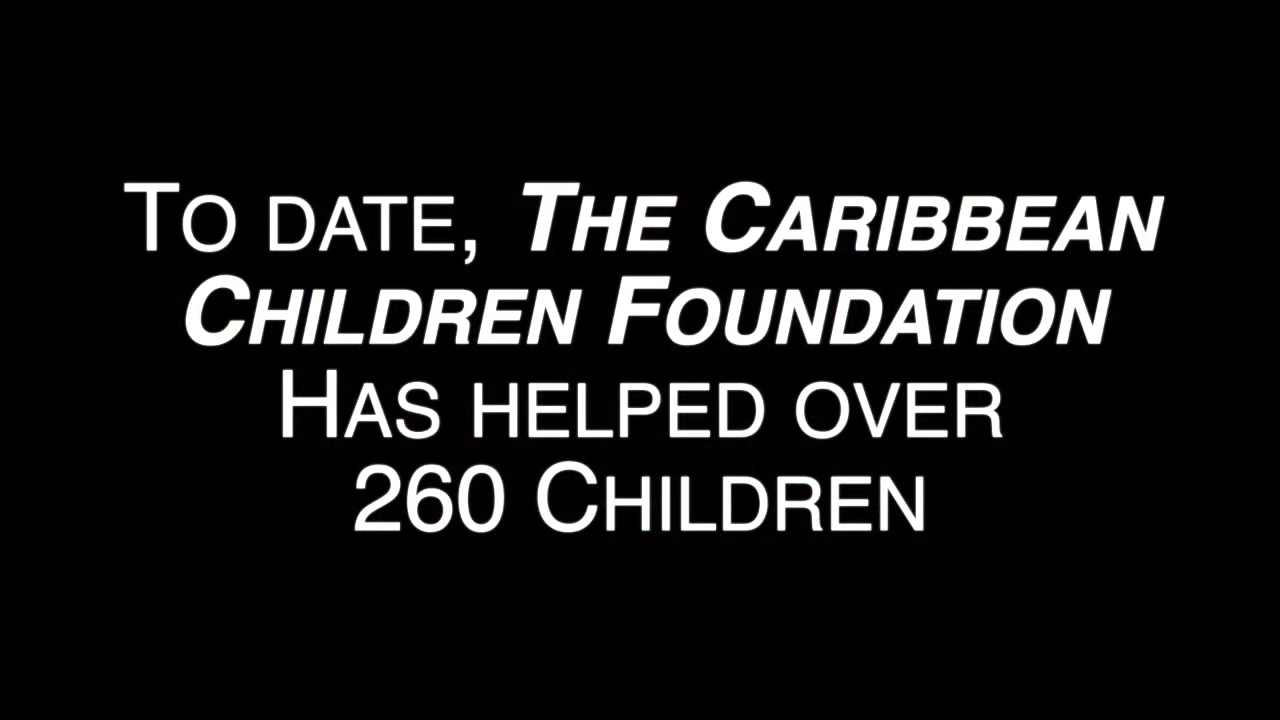 To date, The Caribbean
Children Foundation
Has helped over
260 Children